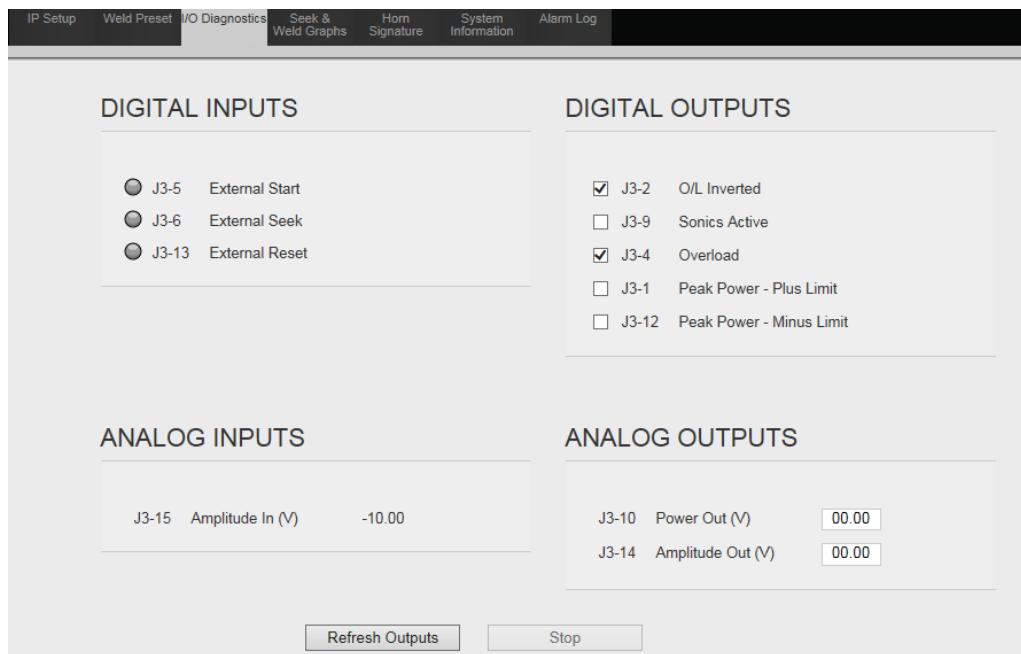 IP Setup
Weld Preset
I/O Diagnostics
Seek &
Weld Graphs
Horn
Signature
System
Information
Alarm Log
DIGITAL INPUTS
J3-5 External Start
J3-6 External Seek
J3-13 External Reset
DIGITAL OUTPUTS
J3-2 O/L Inverted
J3-9 Sonics Active
J3-4 Overload
J3-1 Peak Power - Plus Limit
J3-12 Peak Power - Minus Limit
ANALOG INPUTS
J3-15 Amplitude In (V) -10.00
ANALOG OUTPUTS
J3-10 Power Out (V) 00.00
J3-14 Amplitude Out (V) 00.00
Refresh Outputs
Stop